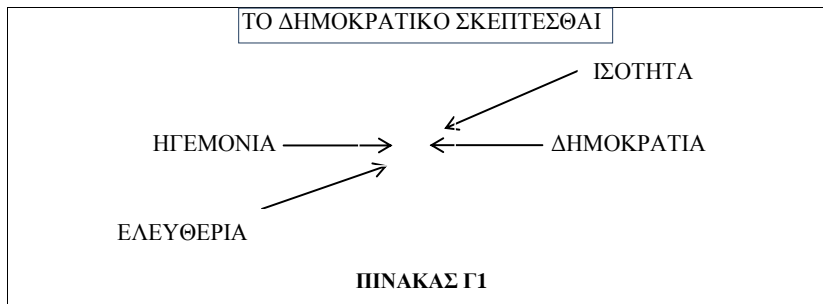 ΤΟ ΔΗΜΟΚΡΑΤΙΚΟ ΣΚΕΠΤΕΣΘΑΙ
ΙΣΟΤΗΤΑ
ΗΓΕΜΟΝΙΑ
ΔΗΜΟΚΡΑΤΙΑ
ΕΛΕΥΘΕΡΙΑ
ΠΙΝΑΚΑΣ Γ1